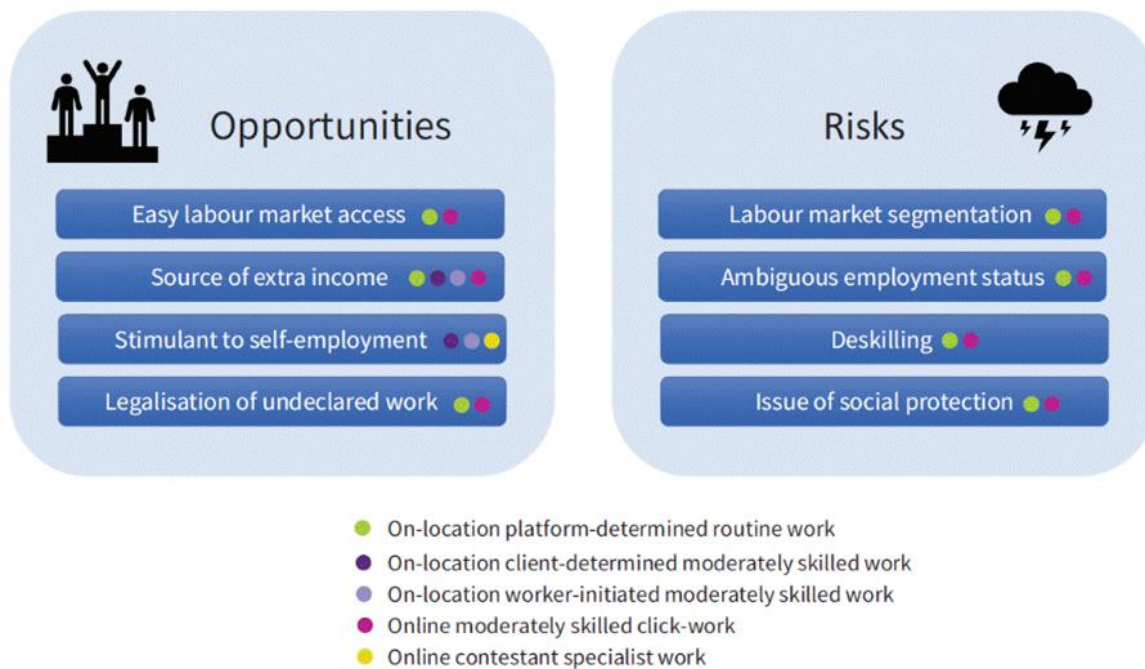 Opportunities
Easy labour market access
Source of extra income
Stimulant to self-employment
Legalisation of undeclared work
Risks
Labour market segmentation
Ambiguous employment status
Deskilling
Issue of social protection
On-location platform-determined routine work
On-location client-determined moderately skilled work
On-location worker-initiated moderately skilled work
Online moderately skilled click-work
Online contestant specialist work